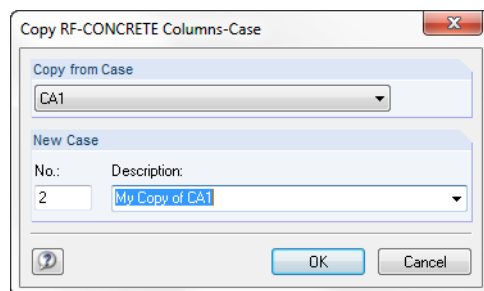 Copy RF-CONCRETE Columns-Case
Copy from Case
CA1
New Case
No.: Description:
2 My Copy of CA1
OK Cancel